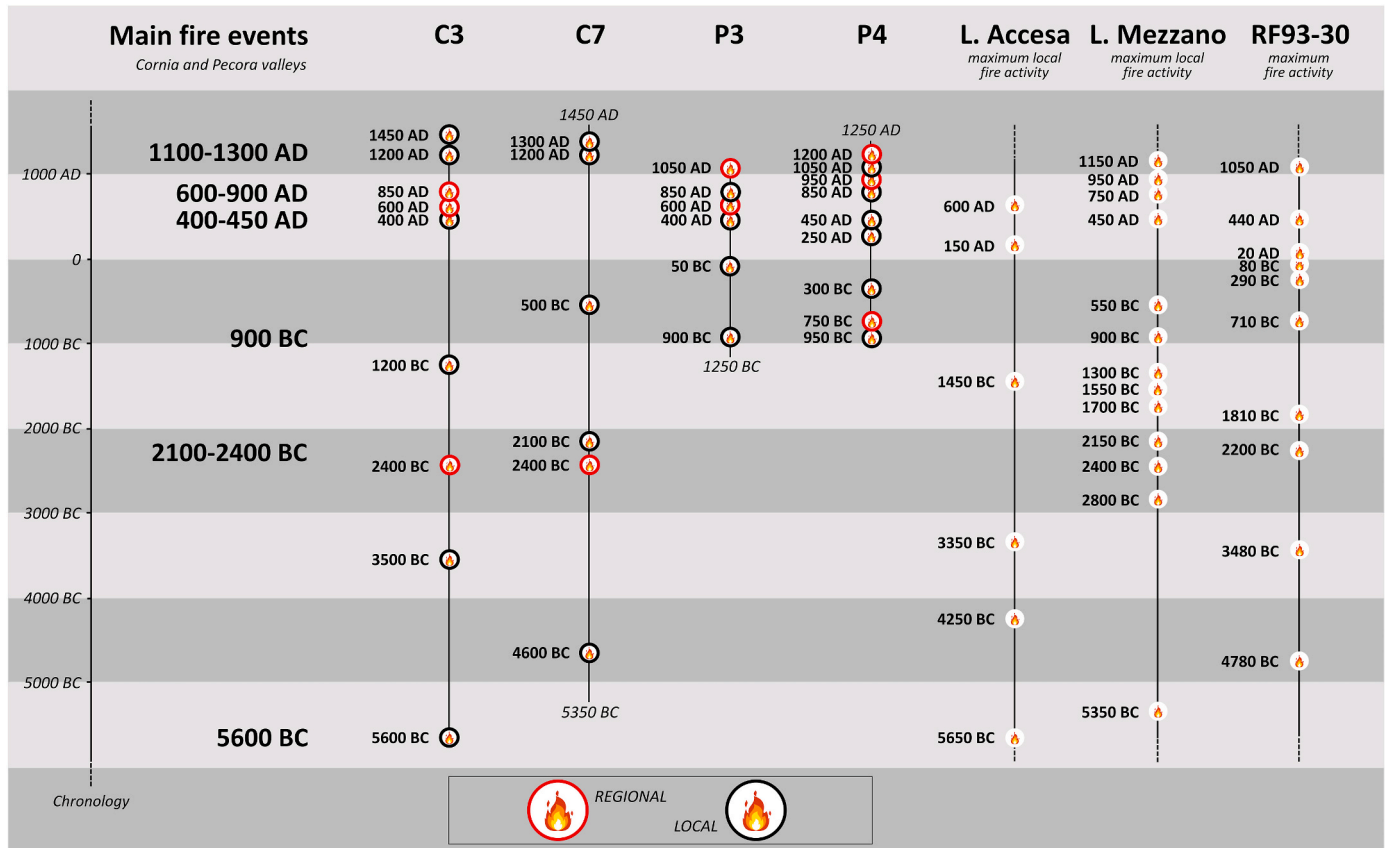 Main fire events
Cornia and Pecora valleys
C3
C7
P3
P4
L. Accesa
maximum local
fire activity
L. Mezzano
maximum local
fire activity
RF93-30
maximum
fire activity
1000 AD
0
1000 BC
2000 BC
3000 BC
4000 BC
5000 BC
Chronology
1100-1300 AD
600-900 AD
400-450 AD
900 BC
2100-2400 BC
5600 BC
1450 AD
1200 AD
850 AD
600 AD
400 AD
1200 BC
2400 BC
3500 BC
5600 BC
1450 AD
1300 AD
1200 AD
500 BC
2100 BC
2400 BC
4600 BC
5350 BC
1050 AD
850 AD
600 AD
400 AD
50 BC
900 BC
1250 BC
1250 AD
1200 AD
1050 AD
950 AD
850 AD
450 AD
250 AD
300 BC
750 BC
950 BC
600 AD
150 AD
1450 BC
3350 BC
4250 BC
5650 BC
1150 AD
950 AD
750 AD
450 AD
550 BC
900 BC
1300 BC
1550 BC
1700 BC
2150 BC
2400 BC
2800 BC
5350 BC
1050 AD
440 AD
20 AD
80 BC
290 BC
710 BC
1810 BC
2200 BC
3480 BC
4780 BC
REGIONAL
LOCAL